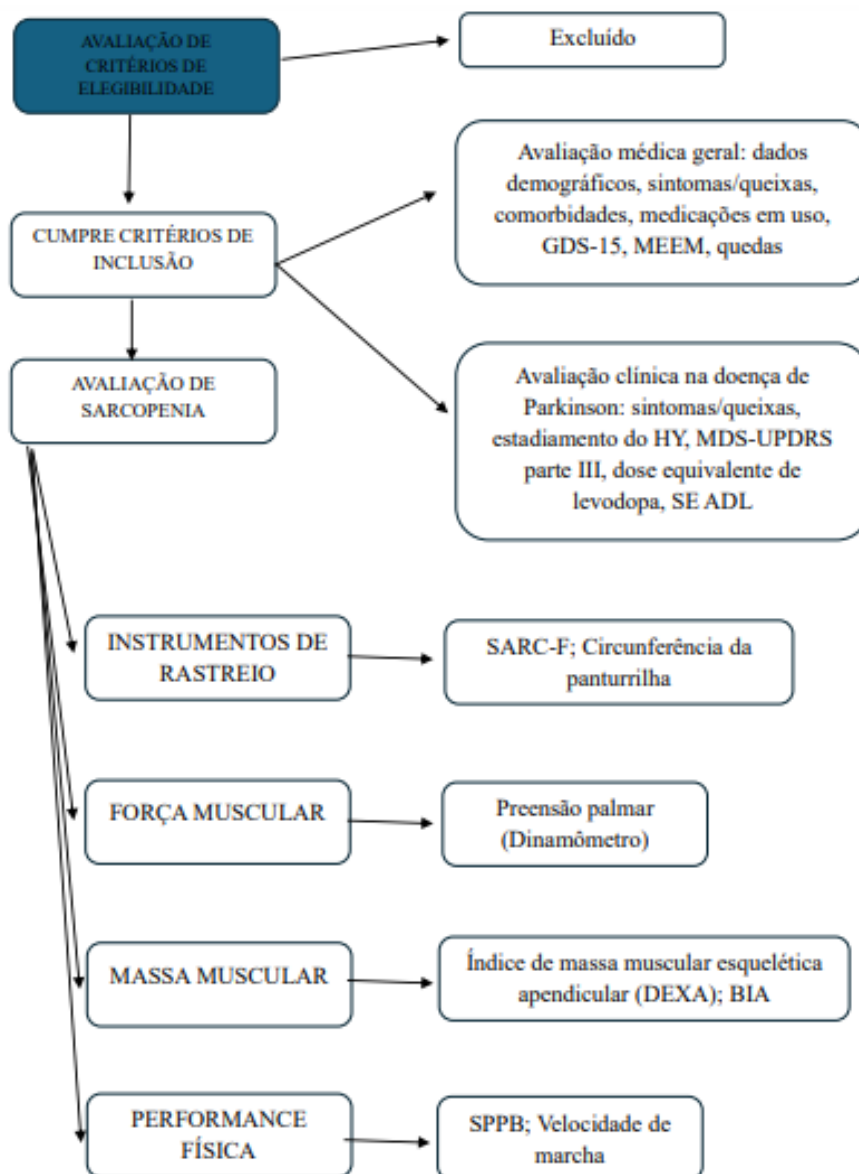 AVALIAÇÃO DE
CRITÉRIOS DE
ELEGIBILIDADE
Excluído
Avaliação médica geral: dados
demográficos, sintomas/queixas,
comorbidades, medicações em uso,
GDS-15, MEEM, quedas
CUMPRE CRITÉRIOS DE
INCLUSÃO
AVALIAÇÃO DE
SARCOPENIA
Avaliação clínica na doença de
Parkinson: sintomas/queixas,
estadiamento do HY, MDS-UPDRS
parte III, dose equivalente de
levodopa, SE ADL
INSTRUMENTOS DE
RASTREIO
SARC-F; Circunferência da
panturrilha
FORÇA MUSCULAR
Preensão palmar
(Dinamômetro)
MASSA MUSCULAR
Índice de massa muscular esquelética
apendicular (DEXA); BIA
PERFORMANCE
FÍSICA
SPPB; Velocidade de
marcha